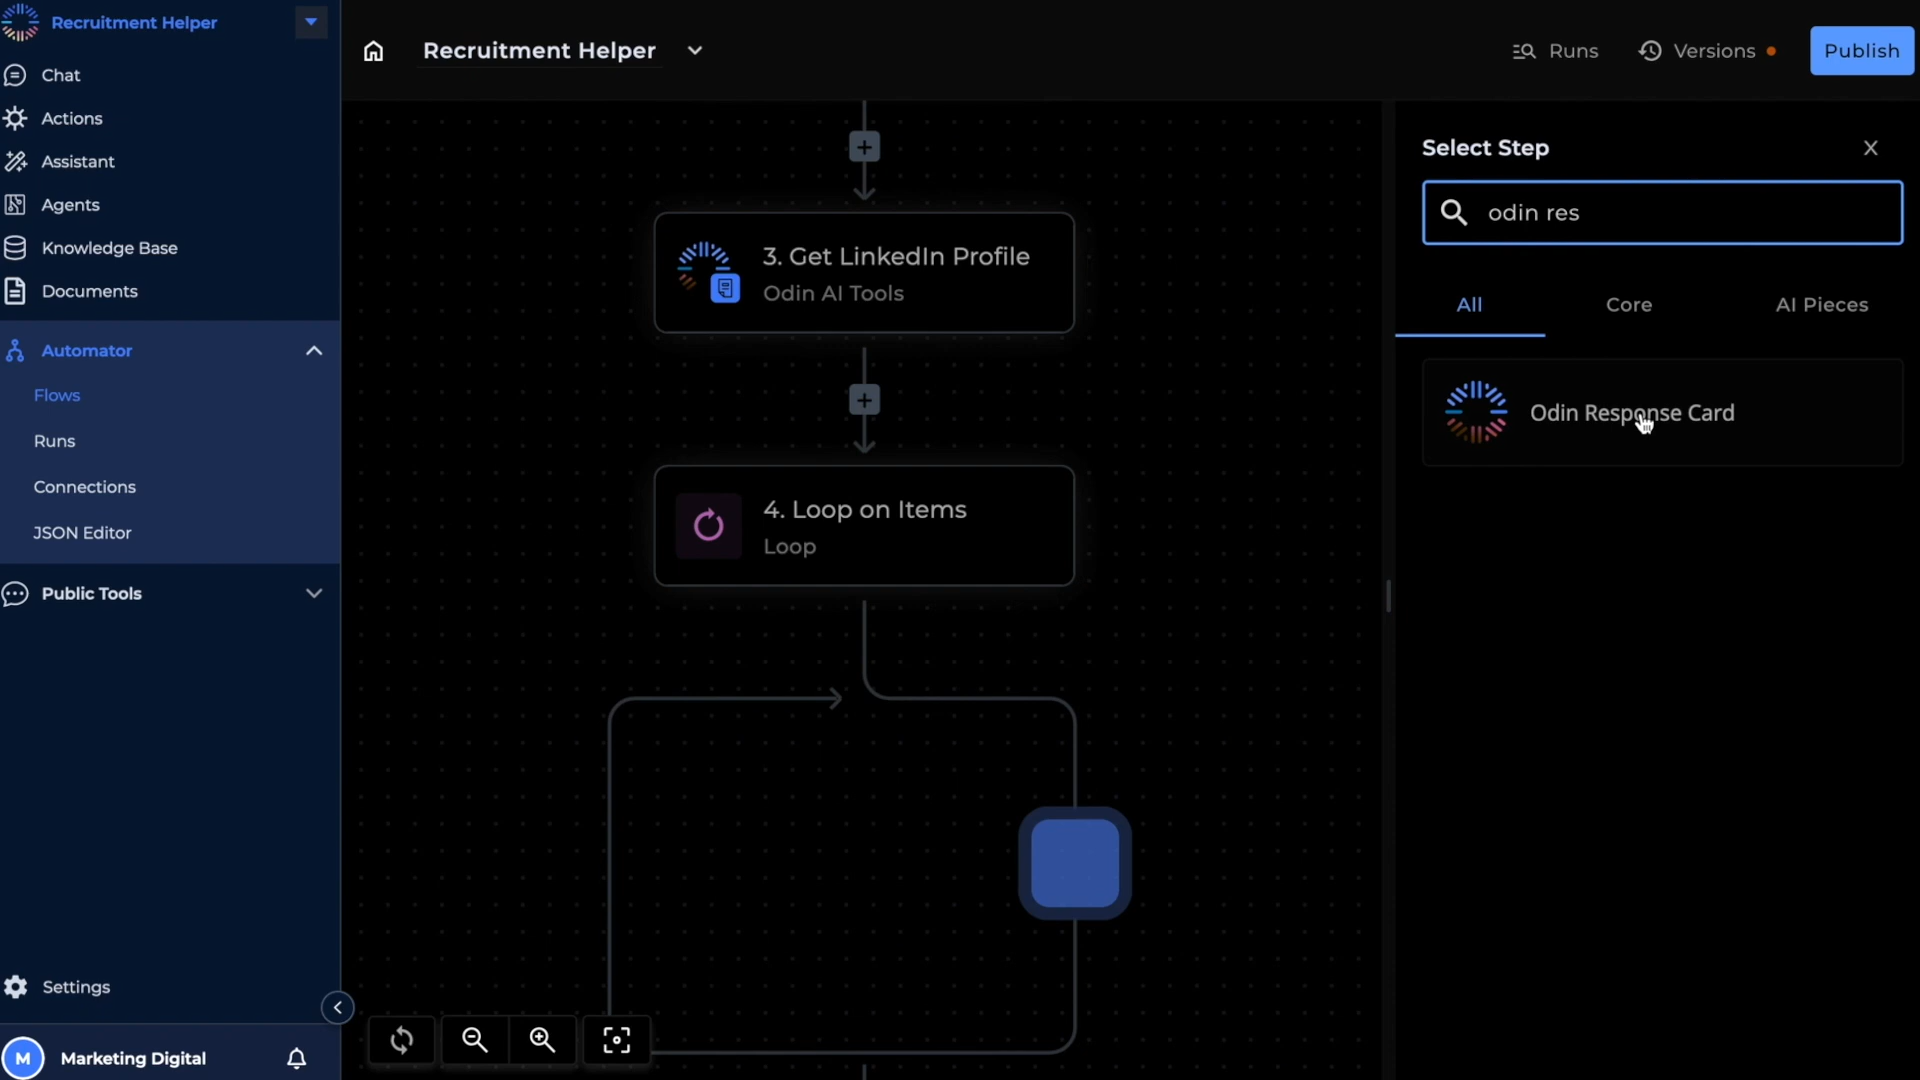 Recruitment Helper
Chat
Actions
Assistant
Agents
Knowledge Base
Documents
Automator
Flows
Runs
Connections
JSON Editor
Public Tools
Settings
M
Marketing Digital
Recruitment Helper
Runs
Versions
Publish
3. Get LinkedIn Profile
Odin AI Tools
4. Loop on Items
Loop
Select Step
X
odin res
All
Core
AI Pieces
Odin Response Card